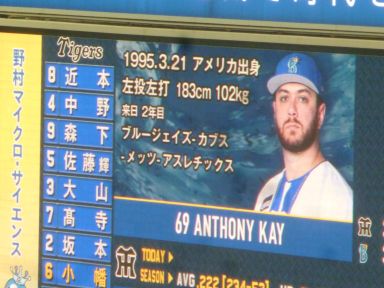 野村マイクロ・サイエンス
Tigers
8 近本
4 中野
9 森下
5 佐藤輝
3 大山
7 髙寺
2 坂本
6 小幡
1995.3.21 アメリカ出身
左投左打 183cm 102kg
来日 2年目
ブルージェイズ-カブス
-メッツ-アスレチックス
69 ANTHONY KAY
TODAY
SEASON
AVG .222